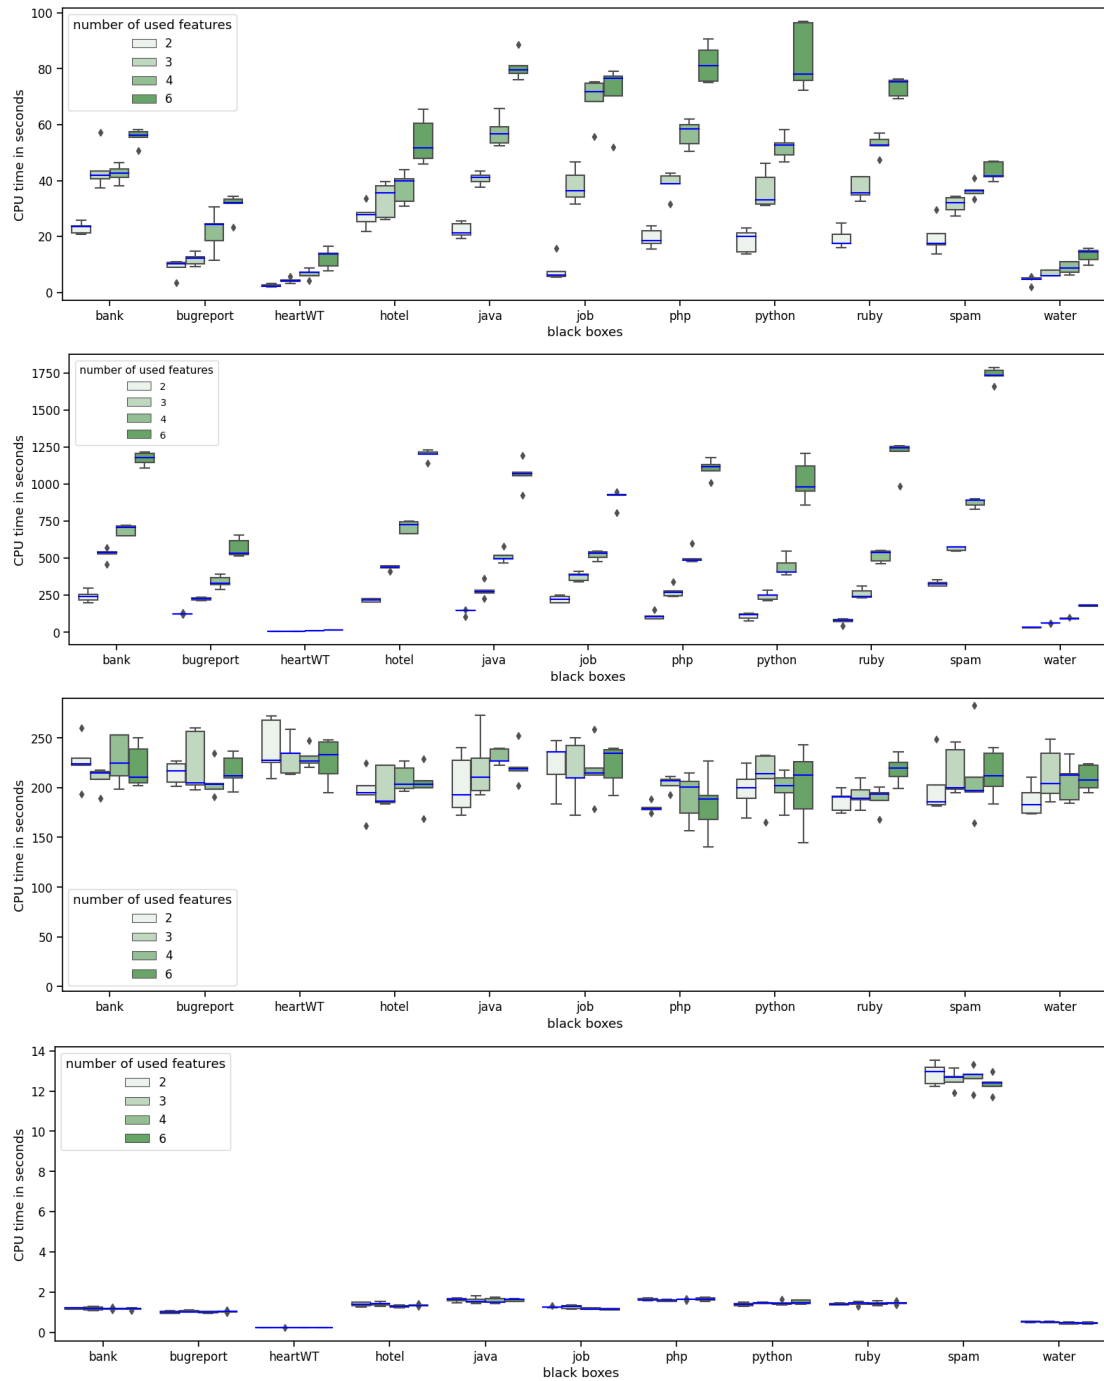 number of used features
2
3
4
6
CPU time in seconds
100
80
60
40
20
0
bank bugreport heartWT hotel java job php python ruby spam water
black boxes
number of used features
2
3
4
6
CPU time in seconds
1750
1500
1250
1000
750
500
250
0
bank bugreport heartWT hotel java job php python ruby spam water
black boxes
CPU time in seconds
250
200
150
100
50
0
number of used features
2
3
4
6
bank bugreport heartWT hotel java job php python ruby spam water
black boxes
number of used features
2
3
4
6
CPU time in seconds
14
12
10
8
6
4
2
0
bank bugreport heartWT hotel java job php python ruby spam water
black boxes